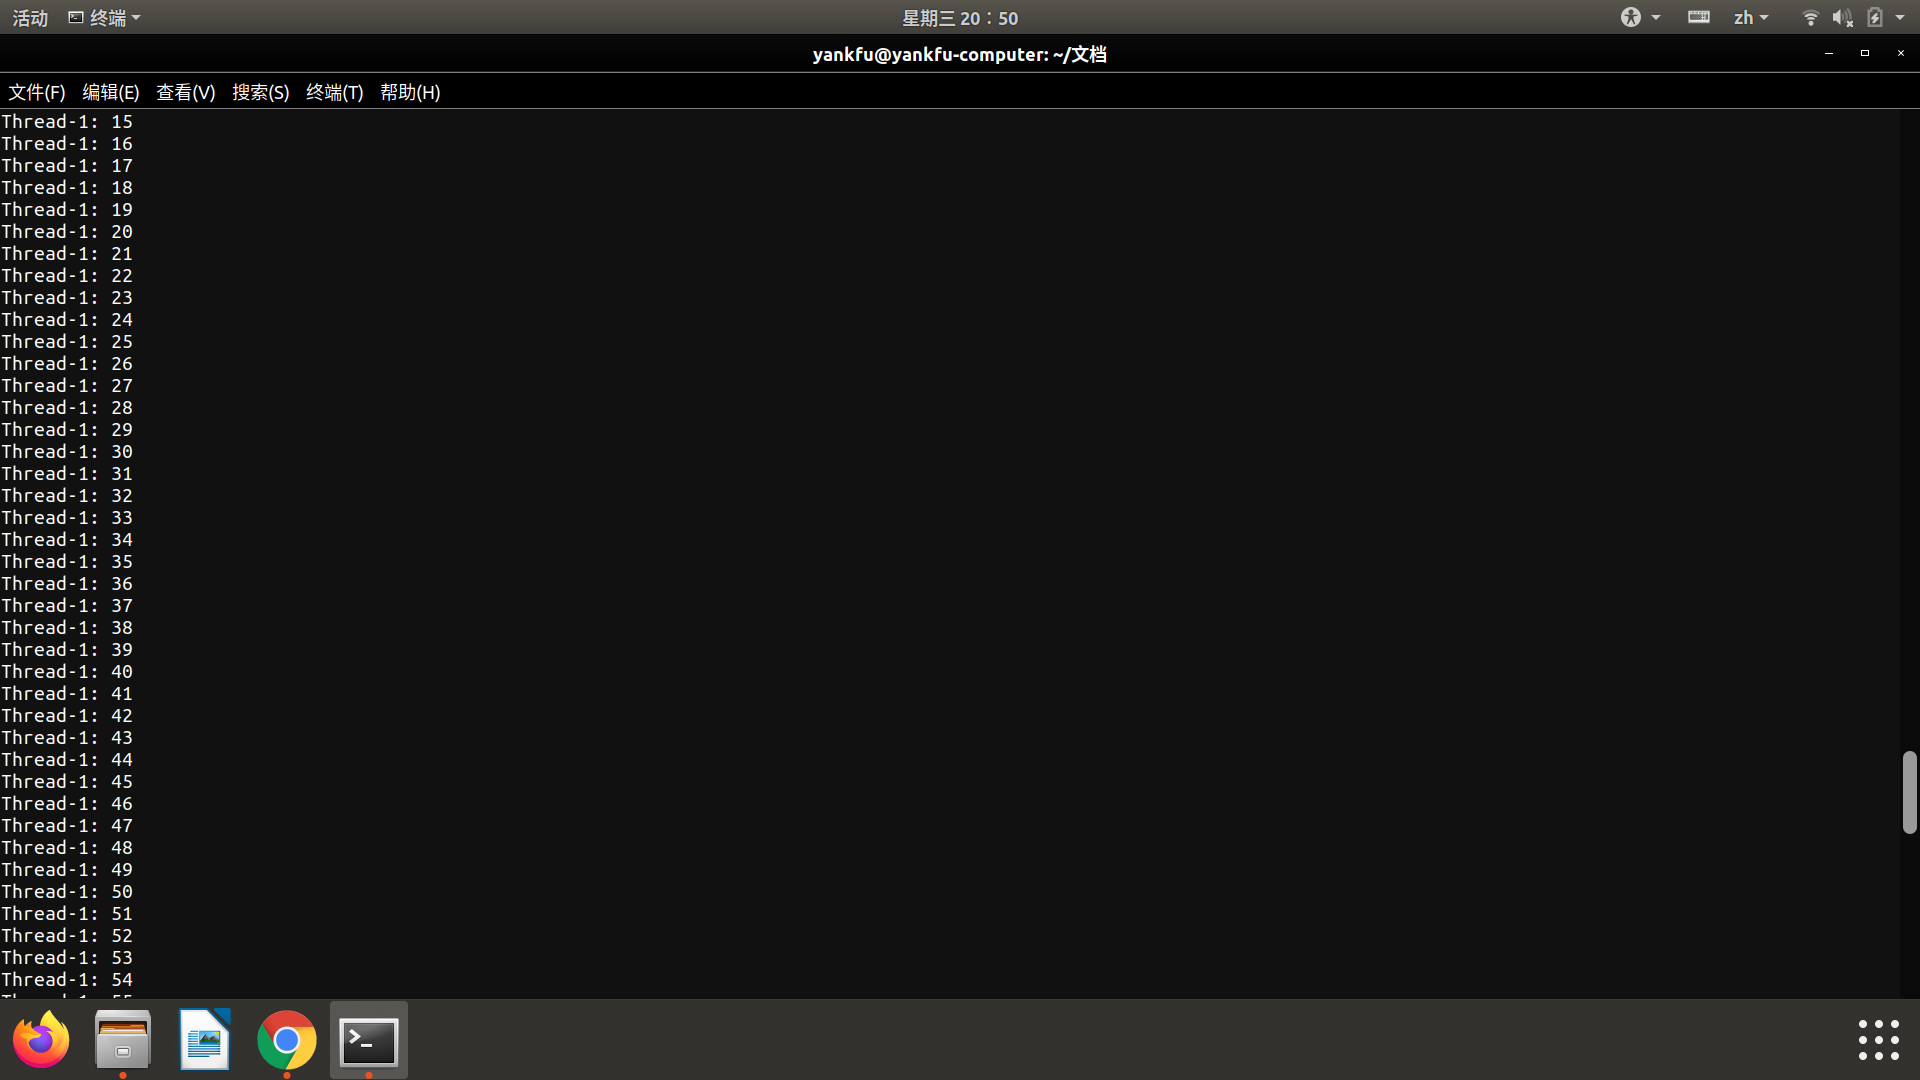 活动 终端 星期三 20：50 zh
yankfu@yankfu-computer: ~/文档
文件(F) 编辑(E) 查看(V) 搜索(S) 终端(T) 帮助(H)
Thread-1: 15
Thread-1: 16
Thread-1: 17
Thread-1: 18
Thread-1: 19
Thread-1: 20
Thread-1: 21
Thread-1: 22
Thread-1: 23
Thread-1: 24
Thread-1: 25
Thread-1: 26
Thread-1: 27
Thread-1: 28
Thread-1: 29
Thread-1: 30
Thread-1: 31
Thread-1: 32
Thread-1: 33
Thread-1: 34
Thread-1: 35
Thread-1: 36
Thread-1: 37
Thread-1: 38
Thread-1: 39
Thread-1: 40
Thread-1: 41
Thread-1: 42
Thread-1: 43
Thread-1: 44
Thread-1: 45
Thread-1: 46
Thread-1: 47
Thread-1: 48
Thread-1: 49
Thread-1: 50
Thread-1: 51
Thread-1: 52
Thread-1: 53
Thread-1: 54